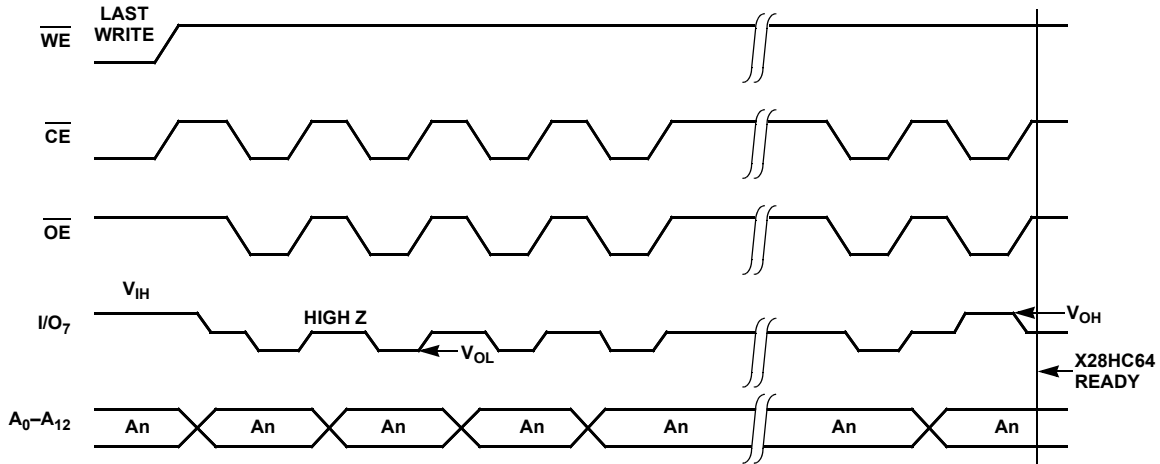 LAST
WRITE
WE
CE
OE
VIH
I/O7
HIGH Z
VOL
VOH
X28HC64
READY
A0–A12
An
An
An
An
An
An
An